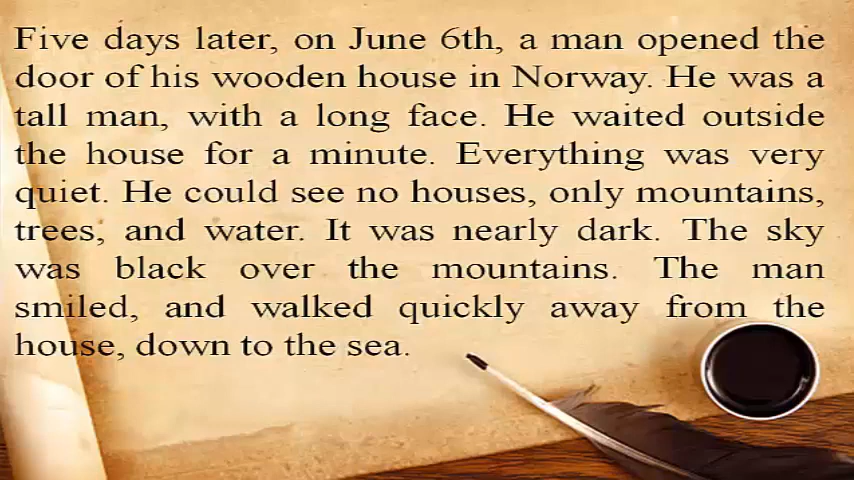 Five days later, on June 6th, a man opened the
door of his wooden house in Norway. He was a
tall man, with a long face. He waited outside
the house for a minute. Everything was very
quiet. He could see no houses, only mountains,
trees, and water. It was nearly dark. The sky
was black over the mountains. The man
smiled, and walked quickly away from the
house, down to the sea.